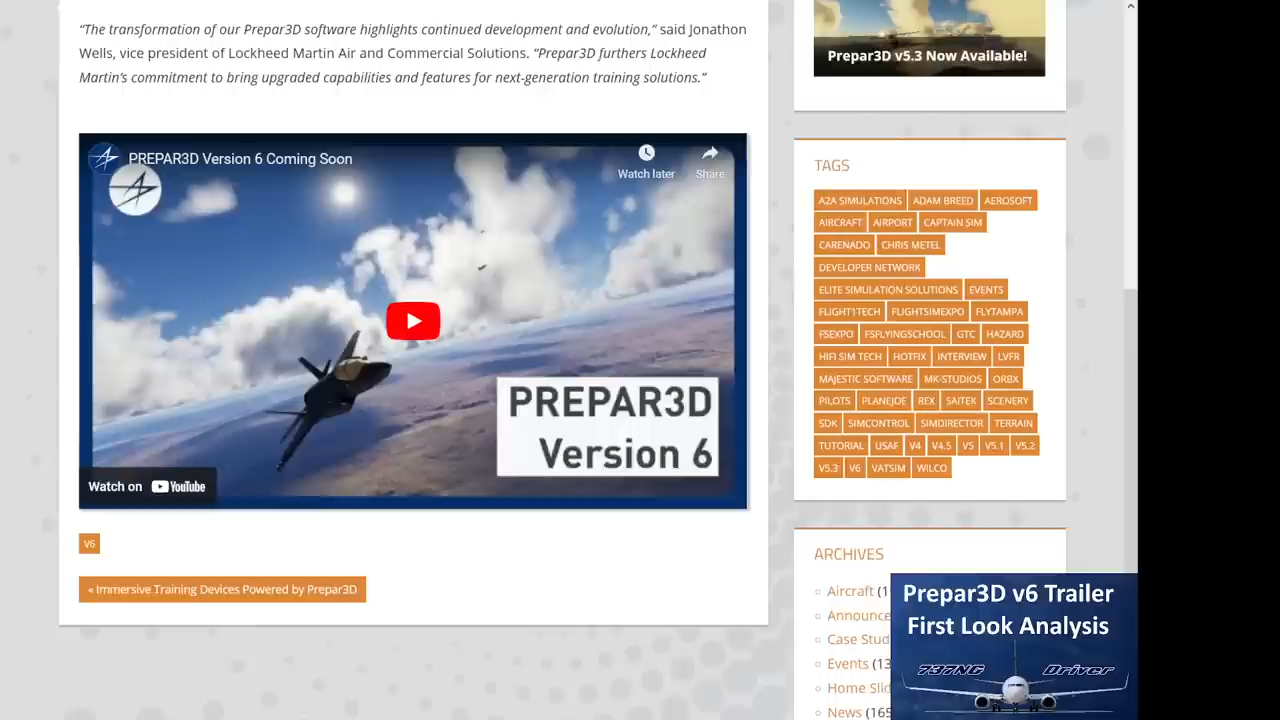 “The transformation of our Prepar3D software highlights continued development and evolution,” said Jonathon
Wells, vice president of Lockheed Martin Air and Commercial Solutions. “Prepar3D furthers Lockheed
Martin’s commitment to bring upgraded capabilities and features for next-generation training solutions.”
PREPAR3D Version 6 Coming Soon
Watch later
Share
PREPAR3D
Version 6
Watch on YouTube
V6
« Immersive Training Devices Powered by Prepar3D
Prepar3D v5.3 Now Available!
TAGS
A2A SIMULATIONS ADAM BREED AEROSOFT
AIRCRAFT AIRPORT CAPTAIN SIM
CARENADO CHRIS METEL
DEVELOPER NETWORK
ELITE SIMULATION SOLUTIONS EVENTS
FLIGHT1TECH FLIGHTSIMEXPO FLYTAMPA
FSEXPO FSFLYINGSCHOOL GTC HAZARD
HIFI SIM TECH HOTFIX INTERVIEW LVFR
MAJESTIC SOFTWARE MK-STUDIOS ORBX
PILOTS PLANEJOE REX SAITEK SCENERY
SDK SIMCONTROL SIMDIRECTOR TERRAIN
TUTORIAL USAF V4 V4.5 V5 V5.1 V5.2
V5.3 V6 VATSIM WILCO
ARCHIVES
Aircraft (1
Announce
Case Stud
Events (13
Home Slid
News (165
Prepar3D v6 Trailer
First Look Analysis
737NG Driver